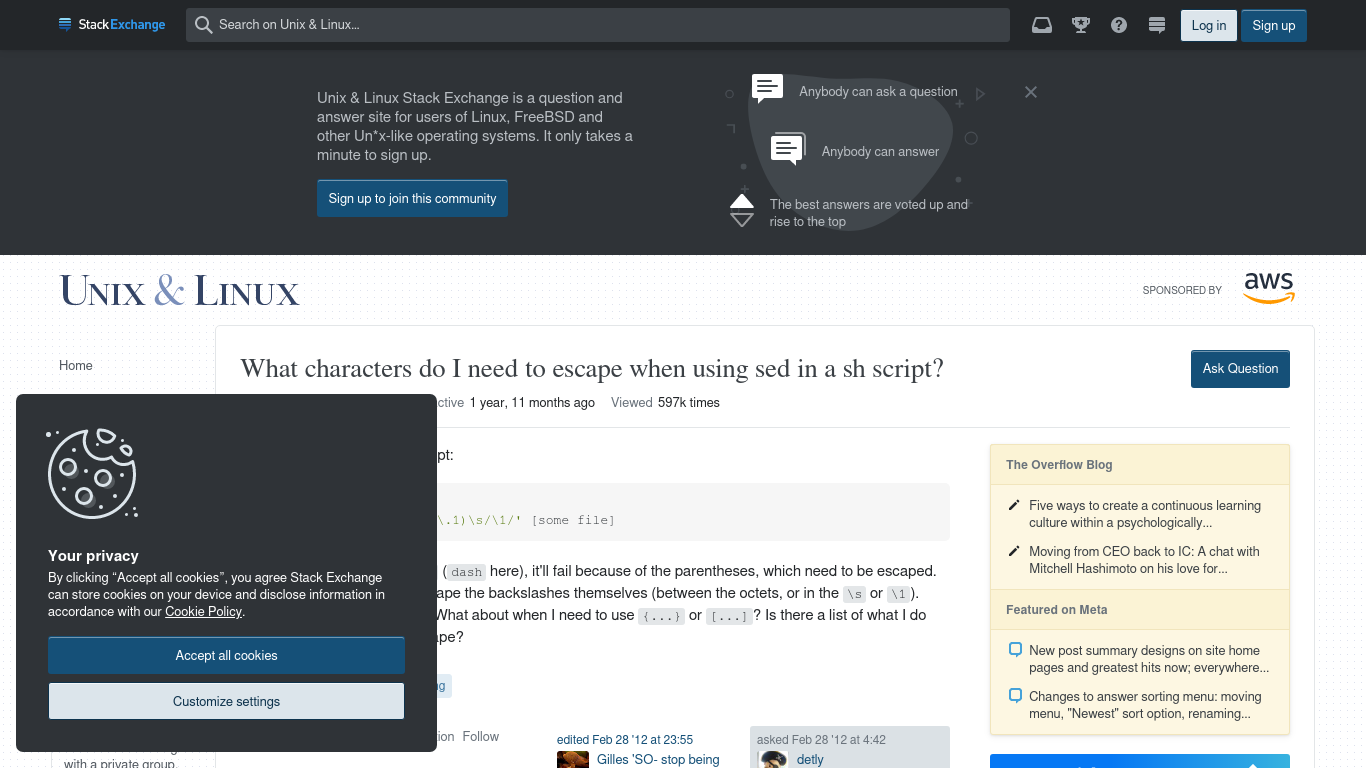 StackExchange
Search on Unix & Linux…
Log in
Sign up
Unix & Linux Stack Exchange is a question and
answer site for users of Linux, FreeBSD and
other Un*x-like operating systems. It only takes a
minute to sign up.
Sign up to join this community
Anybody can ask a question
Anybody can answer
The best answers are voted up and
rise to the top
UNIX & LINUX
SPONSORED BY
aws
Home
What characters do I need to escape when using sed in a sh script?
Ask Question
ctive 1 year, 11 months ago Viewed 597k times
pt:
\.1)\s/\1/' [some file]
( dash here), it'll fail because of the parentheses, which need to be escaped.
ape the backslashes themselves (between the octets, or in the \s or \1 ).
What about when I need to use {...} or [...] ? Is there a list of what I do
ape?
ng
ion Follow
edited Feb 28 '12 at 23:55
Gilles 'SO- stop being
asked Feb 28 '12 at 4:42
detly
The Overflow Blog
Five ways to create a continuous learning
culture within a psychologically...
Moving from CEO back to IC: A chat with
Mitchell Hashimoto on his love for...
Featured on Meta
New post summary designs on site home
pages and greatest hits now; everywhere...
Changes to answer sorting menu: moving
menu, "Newest" sort option, renaming...
Your privacy
By clicking “Accept all cookies”, you agree Stack Exchange
can store cookies on your device and disclose information in
accordance with our Cookie Policy.
Accept all cookies
Customize settings
with a private group.